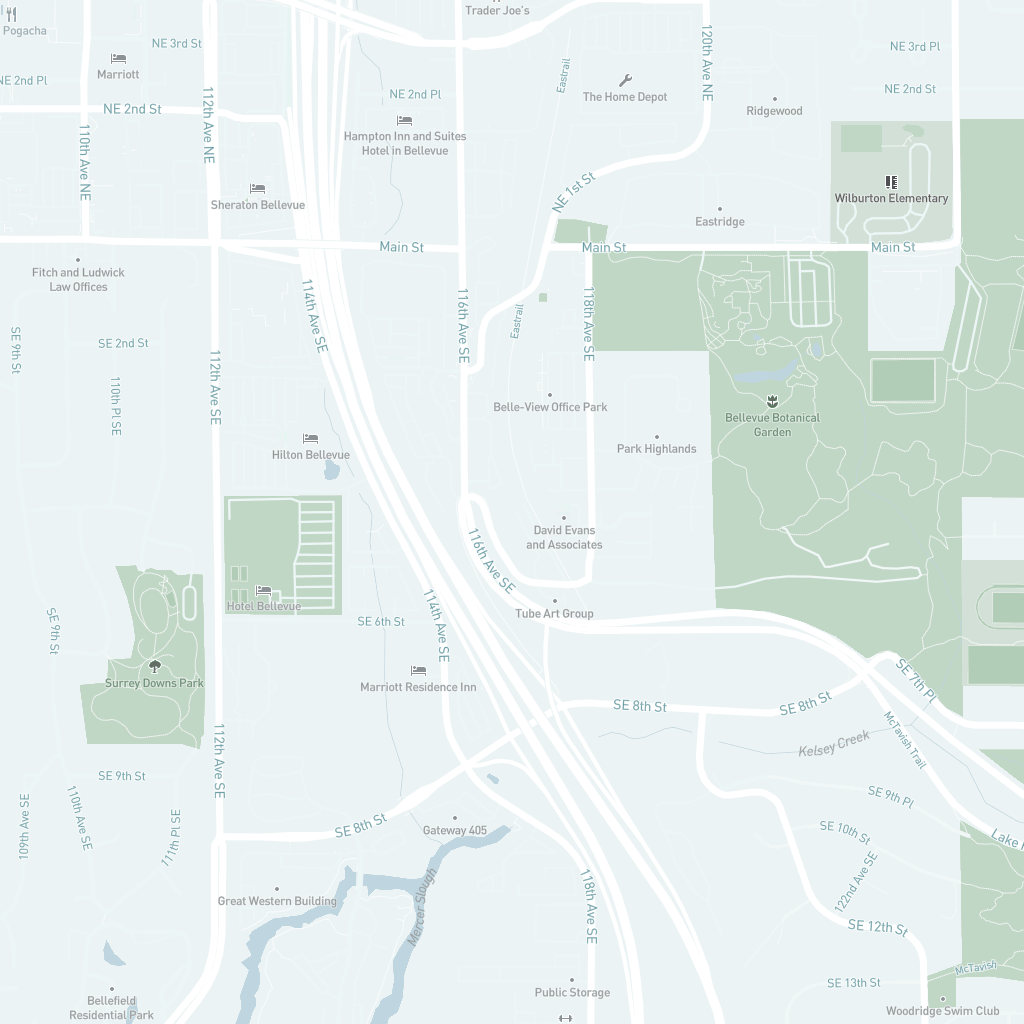 Trader Joe's
Pogacha
NE 3rd St
120th Ave NE
NE 3rd Pl
Marriott
Eastrail
NE 2nd Pl
The Home Depot
NE 2nd Pl
NE 2nd St
Ridgewood
NE 2nd St
112th Ave NE
110th Ave NE
Hampton Inn and Suites
Hotel in Bellevue
NE 1st St
Wilburton Elementary
Sheraton Bellevue
Eastridge
Main St
Main St
Main St
Fitch and Ludwick
Law Offices
114th Ave SE
116th Ave SE
Eastrail
118th Ave SE
SE 9th St
SE 2nd St
110th Pl SE
112th Ave SE
Belle-View Office Park
Bellevue Botanical
Garden
Hilton Bellevue
Park Highlands
David Evans
and Associates
116th Ave SE
Hotel Bellevue
114th Ave SE
Tube Art Group
SE 9th St
SE 6th St
Surrey Downs Park
Marriott Residence Inn
SE 7th Pl
SE 8th St
SE 8th St
112th Ave SE
McTavish Trail
Kelsey Creek
SE 9th St
109th Ave SE
110th Ave SE
111th Pl SE
SE 9th Pl
SE 8th St
Gateway 405
SE 10th St
Lake
122nd Ave SE
Great Western Building
Mercer Slough
118th Ave SE
SE 12th St
McTavish
SE 13th St
Public Storage
Bellefield
Residential Park
Woodridge Swim Club